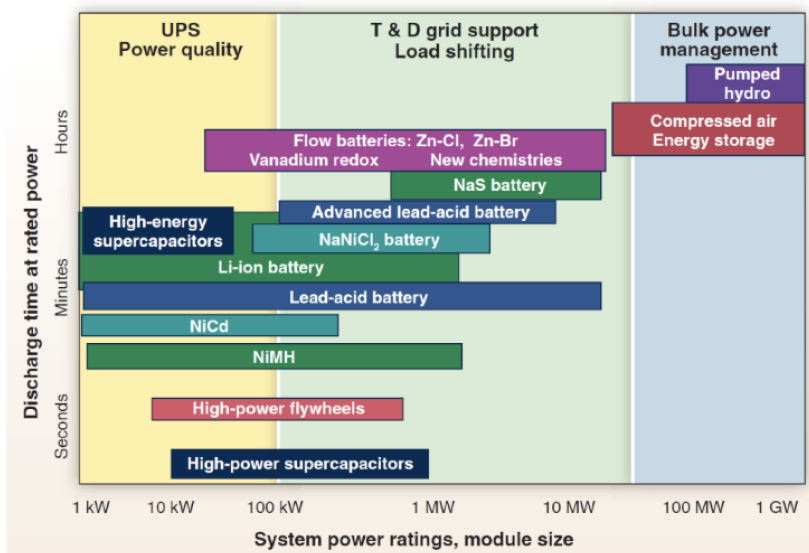 UPS
Power quality
T & D grid support
Load shifting
Bulk power
management
Pumped
hydro
Compressed air
Energy storage
Flow batteries: Zn-Cl, Zn-Br
Vanadium redox New chemistries
NaS battery
High-energy
supercapacitors
Advanced lead-acid battery
NaNiCl₂ battery
Li-ion battery
Lead-acid battery
NiCd
NiMH
High-power flywheels
High-power supercapacitors
Discharge time at rated power
Hours
Minutes
Seconds
1 kW 10 kW 100 kW 1 MW 10 MW 100 MW 1 GW
System power ratings, module size